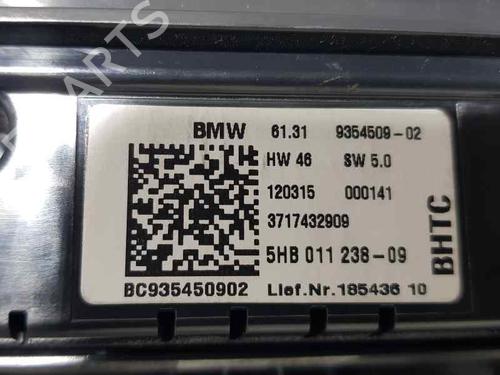 PARTS
BMW 61.31 9354509-02
HW 46 SW 5.0
120315 000141
3717432909
5HB 011 238-09
BC935450902 Lief.Nr.185436 10
BHTC